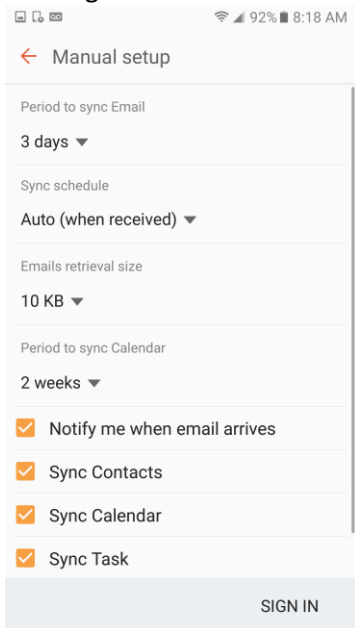 92% 8:18 AM
Manual setup
Period to sync Email
3 days
Sync schedule
Auto (when received)
Emails retrieval size
10 KB
Period to sync Calendar
2 weeks
Notify me when email arrives
Sync Contacts
Sync Calendar
Sync Task
SIGN IN